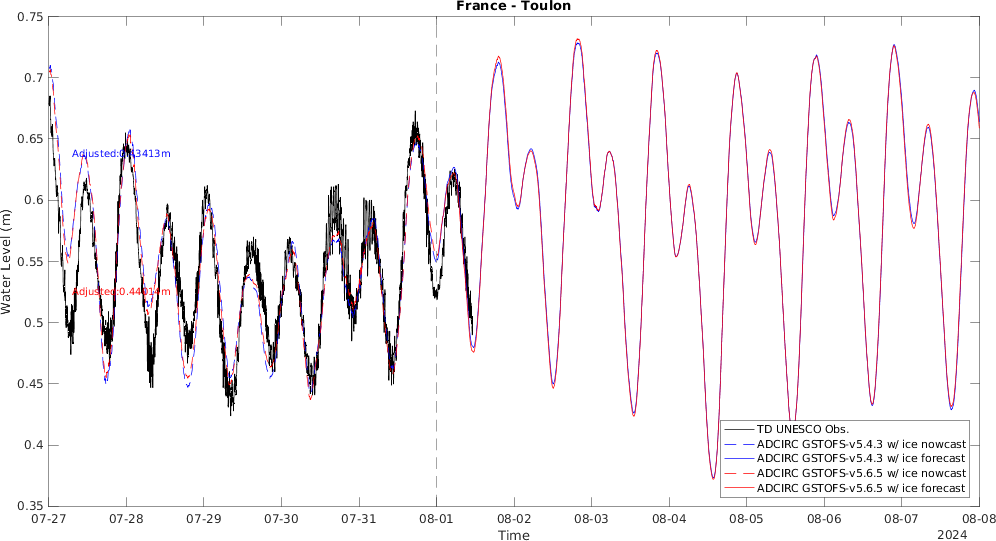 France - Toulon
0.75
0.7
0.65
0.6
0.55
0.5
0.45
0.4
0.35
Water Level (m)
Adjusted:0.43413m
Adjusted:0.44014m
TD UNESCO Obs.
ADCIRC GSTOFS-v5.4.3 w/ ice nowcast
ADCIRC GSTOFS-v5.4.3 w/ ice forecast
ADCIRC GSTOFS-v5.6.5 w/ ice nowcast
ADCIRC GSTOFS-v5.6.5 w/ ice forecast
07-27 07-28 07-29 07-30 07-31 08-01 08-02 08-03 08-04 08-05 08-06 08-07 08-08
Time
2024